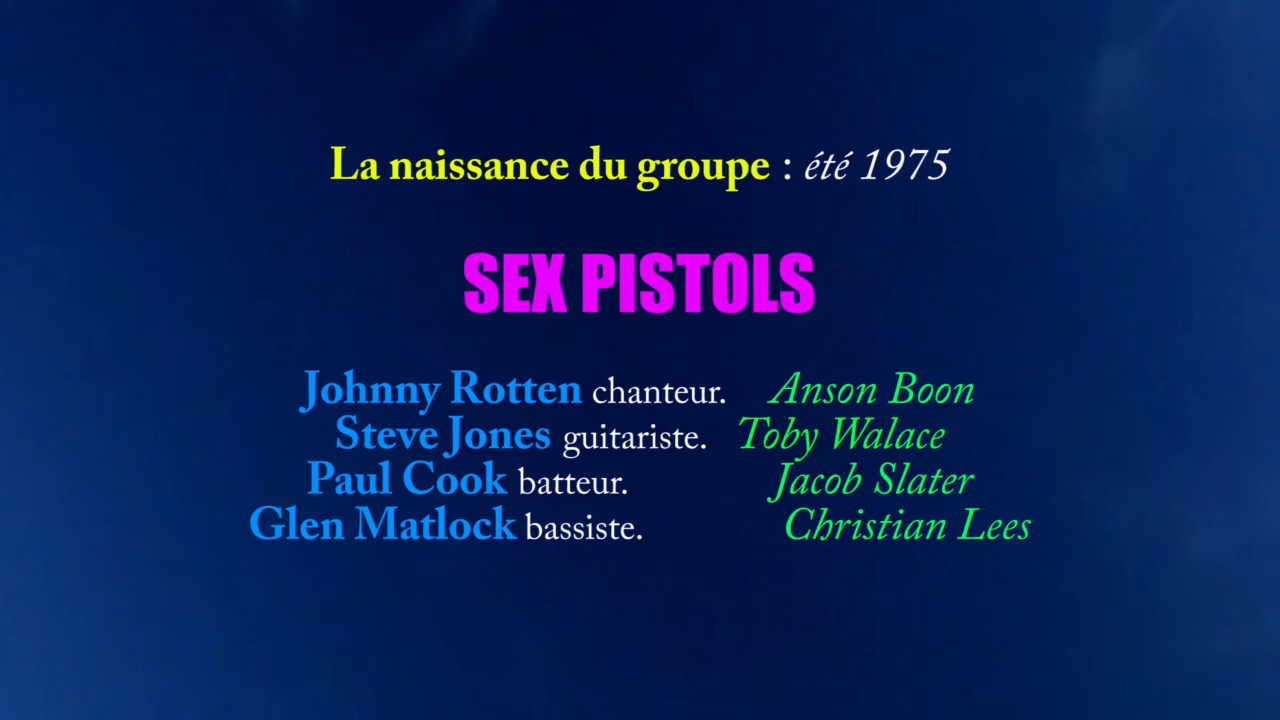 La naissance du groupe : été 1975
SEX PISTOLS
Johnny Rotten chanteur. Anson Boon
Steve Jones guitariste. Toby Walace
Paul Cook batteur. Jacob Slater
Glen Matlock bassiste. Christian Lees